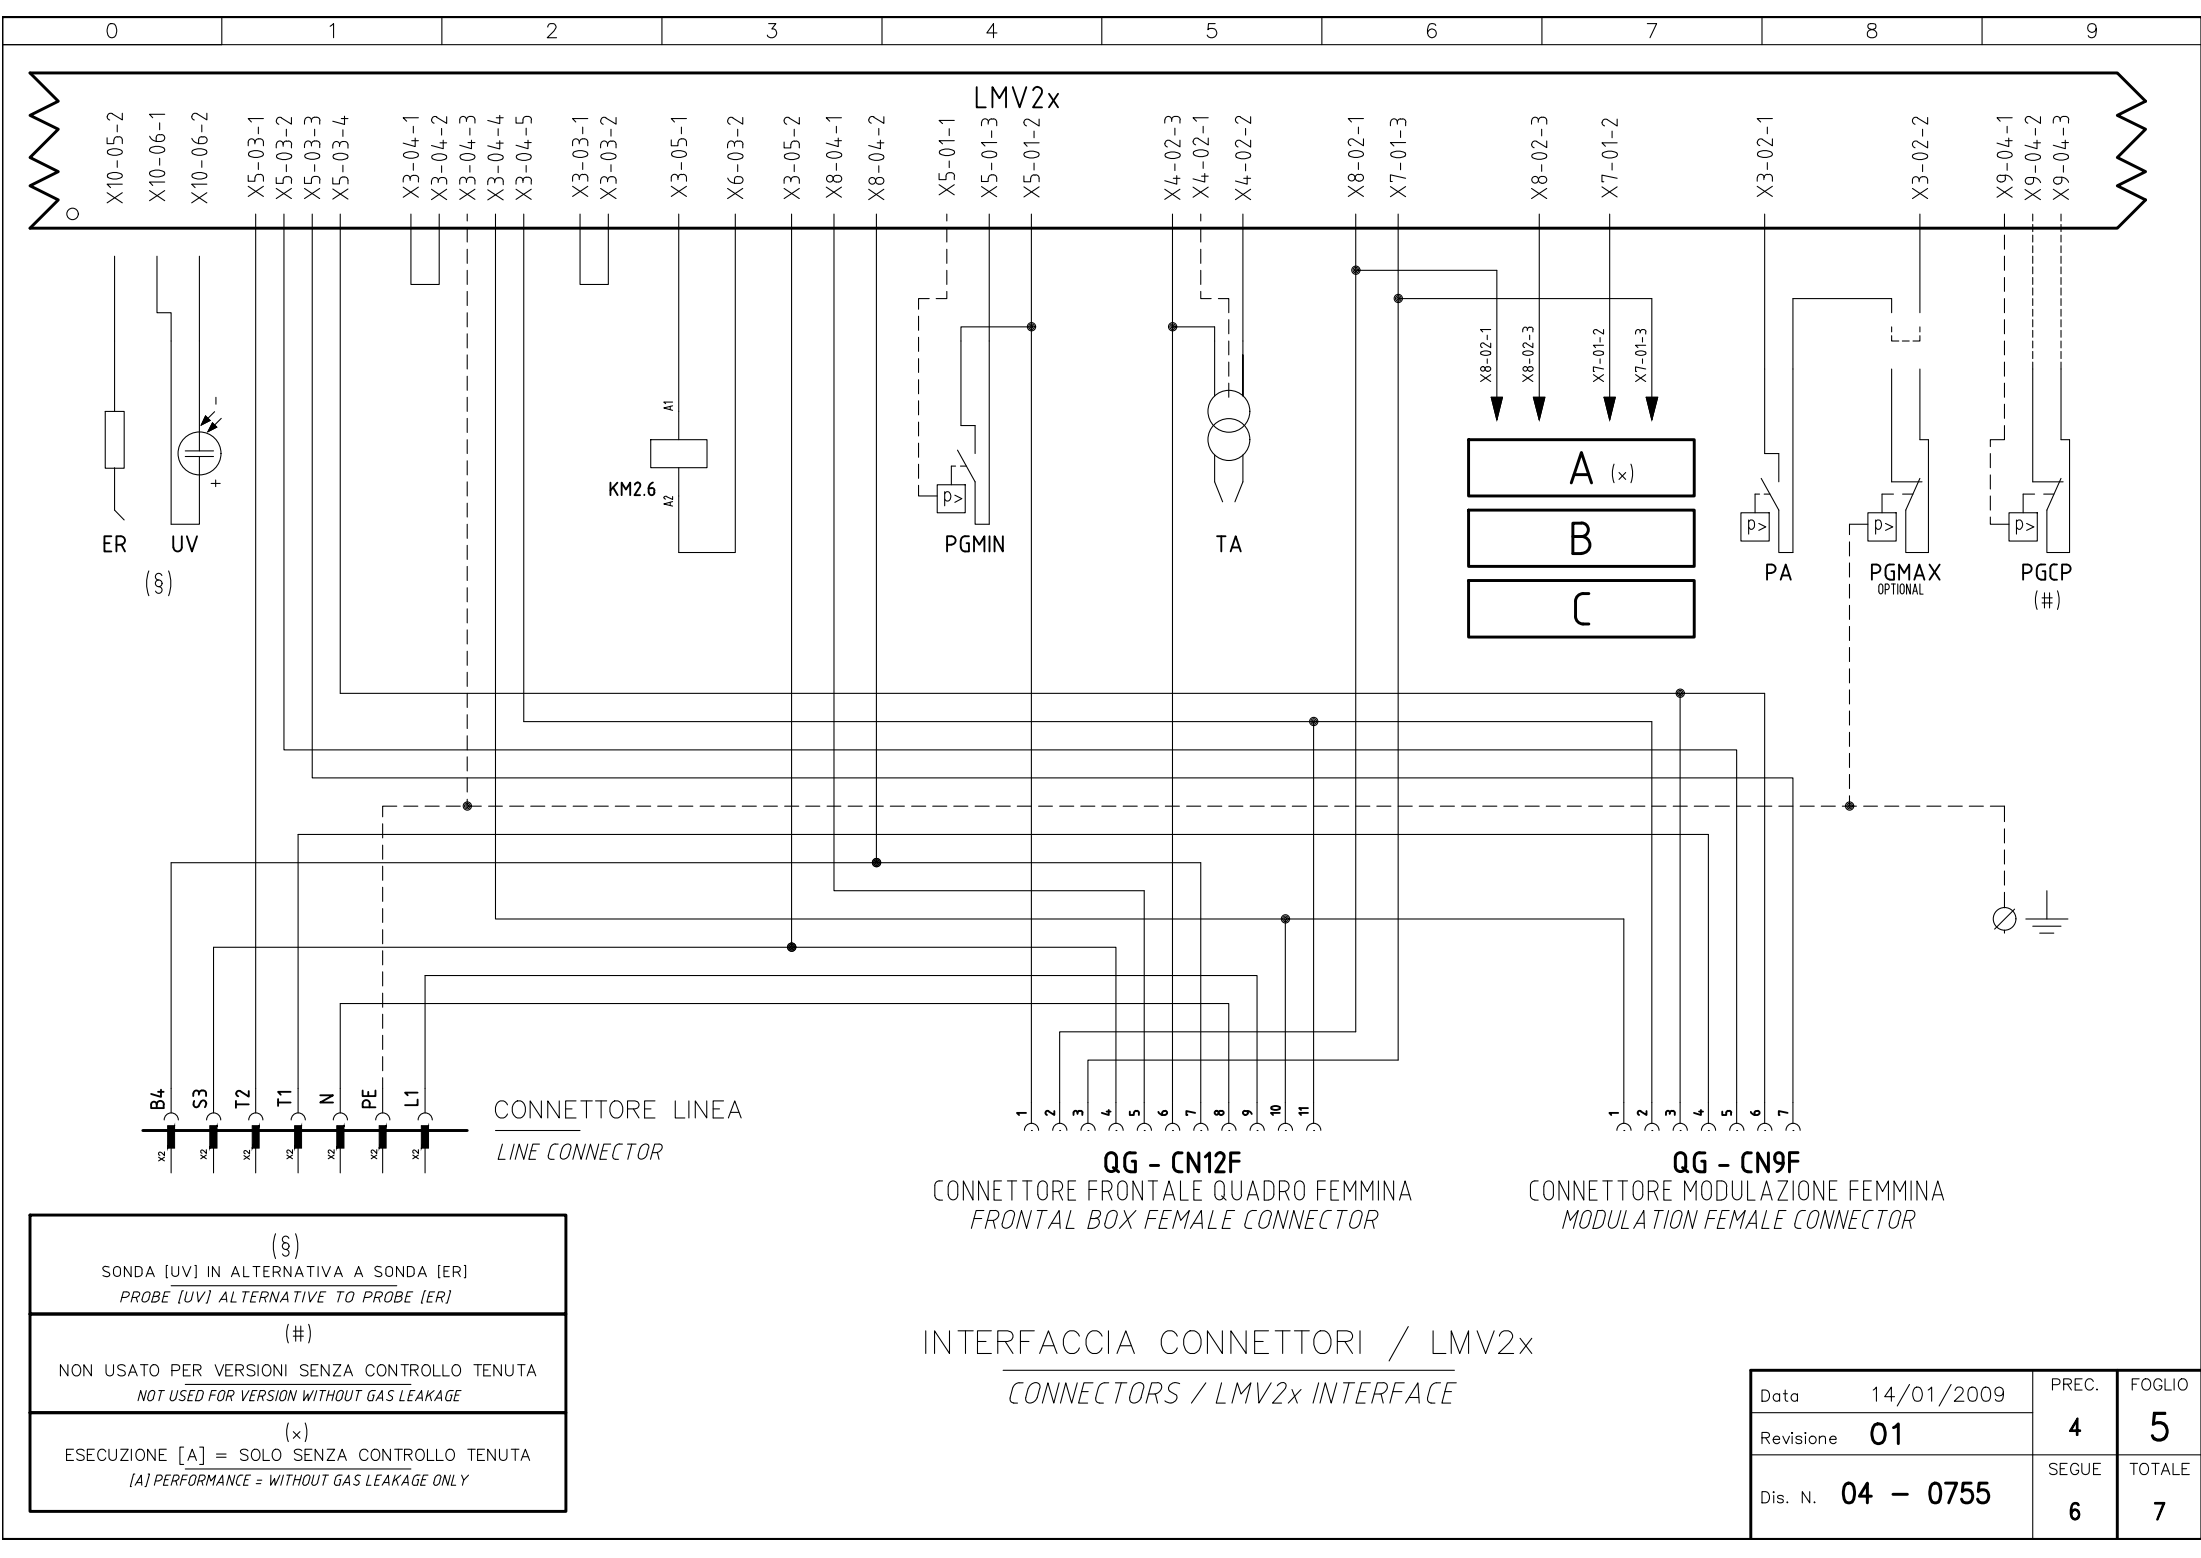 0 1 2 3 4 5 6 7 8 9
LMV2x
X10-05-2
X10-06-1
X10-06-2
X5-03-1
X5-03-2
X5-03-3
X5-03-4
X3-04-1
X3-04-2
X3-04-3
X3-04-4
X3-04-5
X3-03-1
X3-03-2
X3-05-1
X6-03-2
X3-05-2
X8-04-1
X8-04-2
X5-01-1
X5-01-3
X5-01-2
X4-02-3
X4-02-1
X4-02-2
X8-02-1
X7-01-3
X8-02-3
X7-01-2
X3-02-1
X3-02-2
X9-04-1
X9-04-2
X9-04-3
X8-02-1
X8-02-3
X7-01-2
X7-01-3
-
+
A1
KM2.6
A2
p>
p>
p>
p>
A (x)
B
C
ER
UV
(§)
PGMIN
TA
PA
PGMAX
OPTIONAL
PGCP
(#)
B4 S3 T2 T1 N PE L1
x2 x2 x2 x2 x2 x2 x2
CONNETTORE LINEA
LINE CONNECTOR
1 2 3 4 5 6 7 8 9 10 11
QG - CN12F
CONNETTORE FRONTALE QUADRO FEMMINA
FRONTAL BOX FEMALE CONNECTOR
1 2 3 4 5 6 7
QG - CN9F
CONNETTORE MODULAZIONE FEMMINA
MODULATION FEMALE CONNECTOR
(§)
SONDA [UV] IN ALTERNATIVA A SONDA [ER]
PROBE [UV] ALTERNATIVE TO PROBE [ER]
(#)
NON USATO PER VERSIONI SENZA CONTROLLO TENUTA
NOT USED FOR VERSION WITHOUT GAS LEAKAGE
(x)
ESECUZIONE [A] = SOLO SENZA CONTROLLO TENUTA
[A] PERFORMANCE = WITHOUT GAS LEAKAGE ONLY
INTERFACCIA CONNETTORI / LMV2x
CONNECTORS / LMV2x INTERFACE
Data 14/01/2009
Revisione 01
Dis. N. 04 - 0755
PREC.
4
SEGUE
6
FOGLIO
5
TOTALE
7